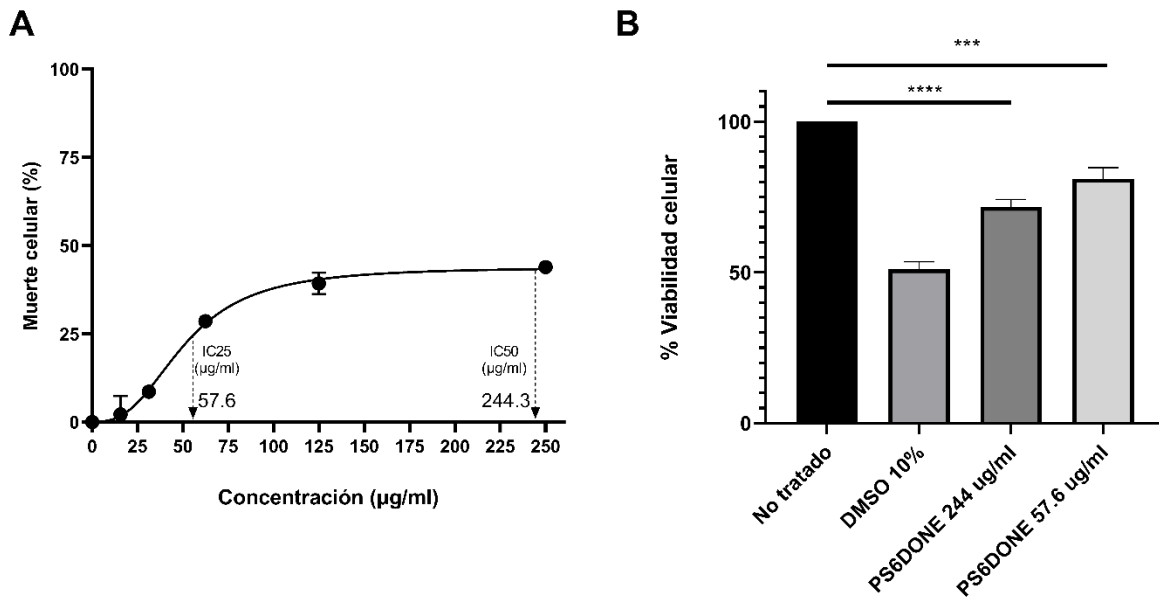 A
100
75
50
25
0
Muerte celular (%)
IC25
(µg/ml)
57.6
IC50
(µg/ml)
244.3
0 25 50 75 100 125 150 175 200 225 250
Concentración (µg/ml)
B
***
****
100
50
0
% Viabilidad celular
No tratado
DMSO 10%
PS6DONE 244 ug/ml
PS6DONE 57.6 ug/ml